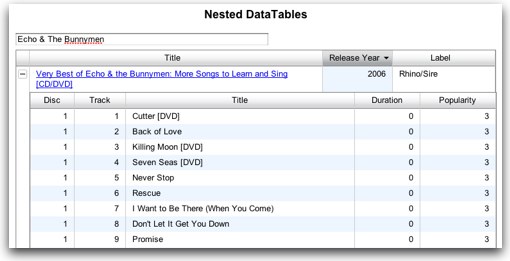 Nested DataTables
Echo & The Bunnymen
Title Release Year Label
Very Best of Echo & the Bunnymen: More Songs to Learn and Sing 2006 Rhino/Sire
[CD/DVD]
Disc Track Title Duration Popularity
1 1 Cutter [DVD] 0 3
1 2 Back of Love 0 3
1 3 Killing Moon [DVD] 0 3
1 4 Seven Seas [DVD] 0 3
1 5 Never Stop 0 3
1 6 Rescue 0 3
1 7 I Want to Be There (When You Come) 0 3
1 8 Don't Let It Get You Down 0 3
1 9 Promise 0 3